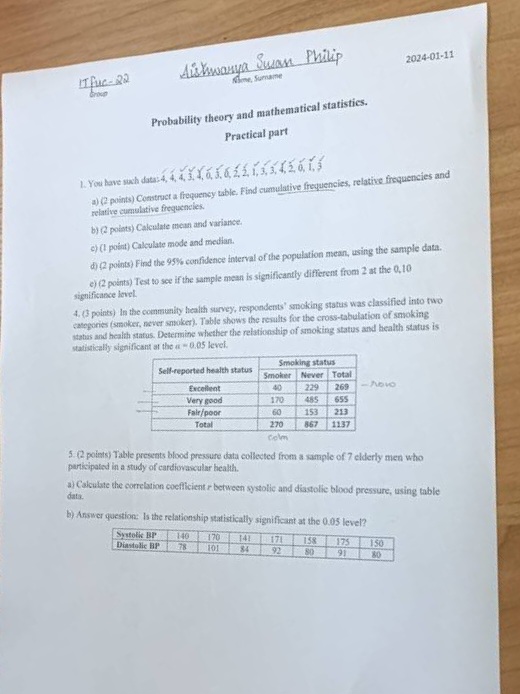 ITfuc-22
Aishwanya Swan Philip
2024-01-11
Group
Name, Surname
Probability theory and mathematical statistics.
Practical part
1. You have such data: 4, 4, 4, 3, 4, 6, 3, 6, 2, 2, 1, 3, 3, 4, 2, 6, 1, 3
a) (2 points) Construct a frequency table. Find cumulative frequencies, relative frequencies and
relative cumulative frequencies.
b) (2 points) Calculate mean and variance.
c) (1 point) Calculate mode and median.
d) (2 points) Find the 95% confidence interval of the population mean, using the sample data.
e) (2 points) Test to see if the sample mean is significantly different from 2 at the 0,10
significance level.
4. (3 points) In the community health survey, respondents' smoking status was classified into two
categories (smoker, never smoker). Table shows the results for the cross-tabulation of smoking
status and health status. Determine whether the relationship of smoking status and health status is
statistically significant at the α = 0.05 level.
Self-reported health status Smoking status
Smoker Never Total
Excellent 40 229 269
Very good 170 485 655
Fair/poor 60 153 213
Total 270 867 1137
colm
5. (2 points) Table presents blood pressure data collected from a sample of 7 elderly men who
participated in a study of cardiovascular health.
a) Calculate the correlation coefficient r between systolic and diastolic blood pressure, using table
data.
b) Answer question: Is the relationship statistically significant at the 0.05 level?
Systolic BP 140 170 141 171 158 175 150
Diastolic BP 78 101 84 92 80 91 80